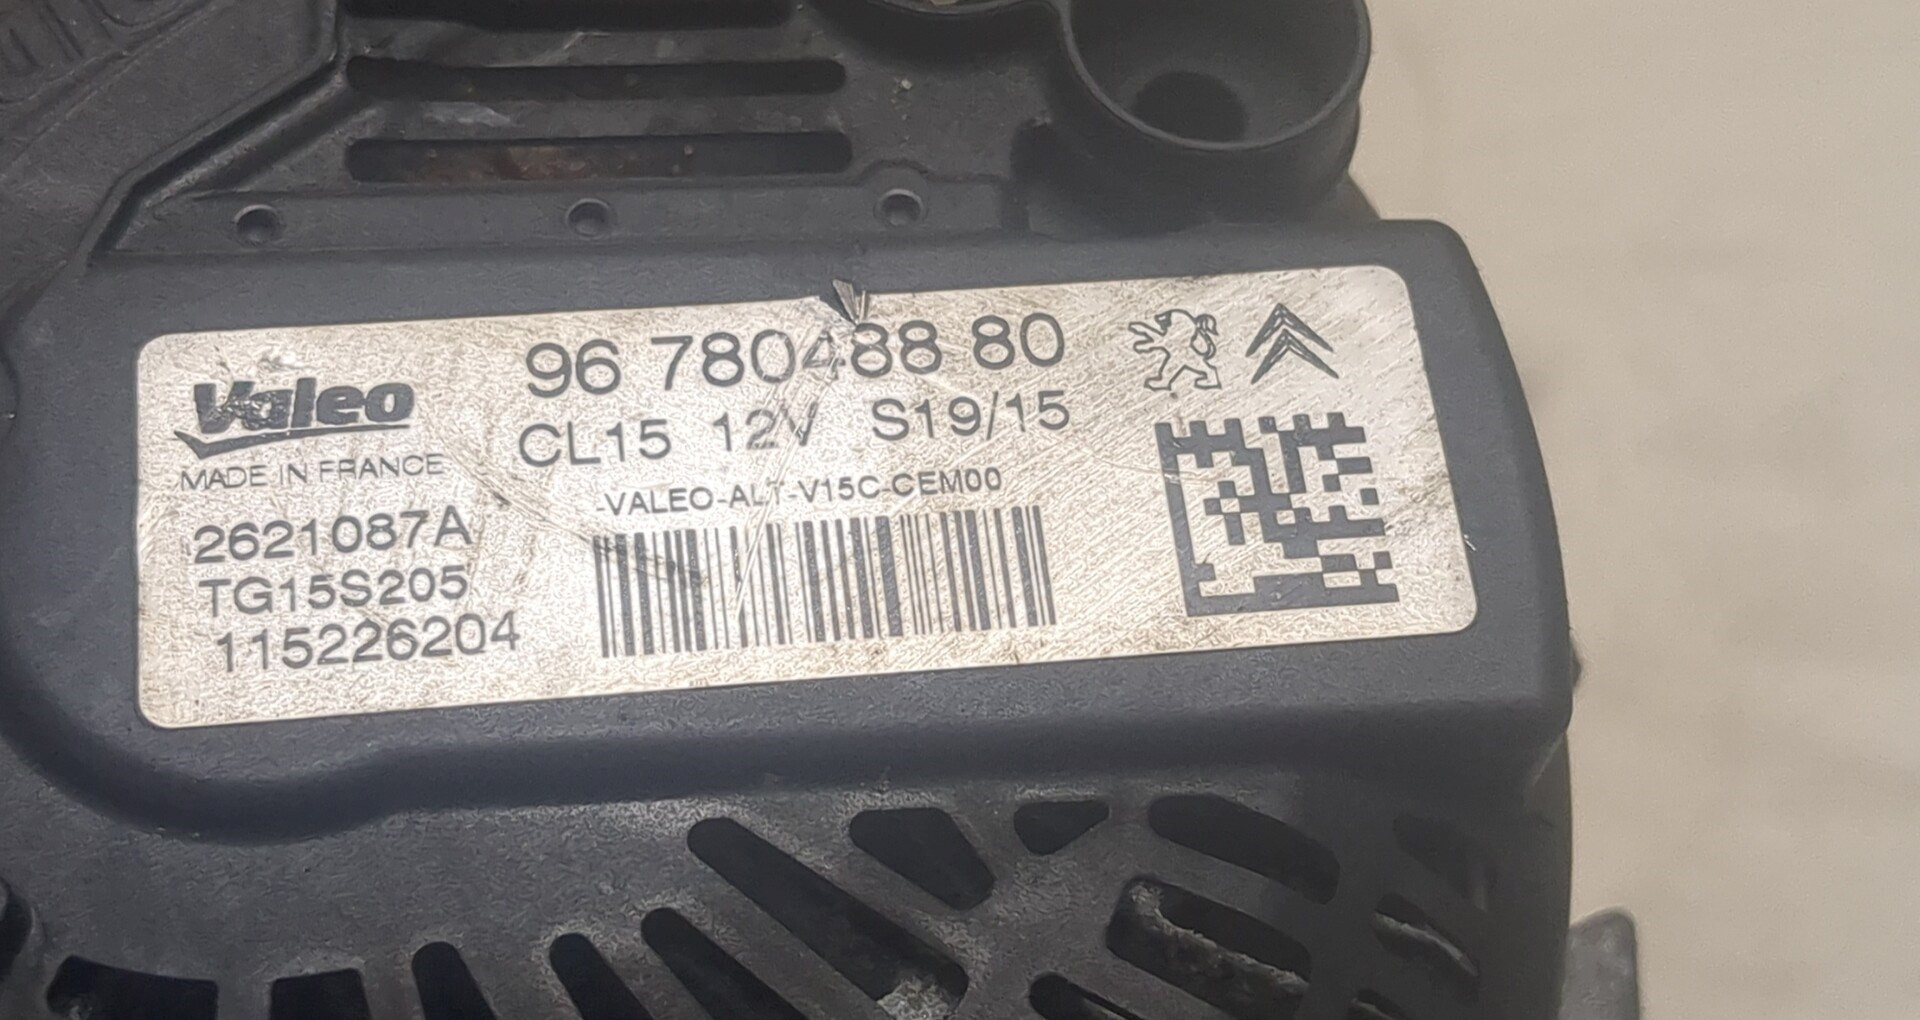 Valeo
MADE IN FRANCE
2621087A
TG15S205
115226204
96 780488 80
CL15 12V S19/15
-VALEO-ALT-V15C-CEM00